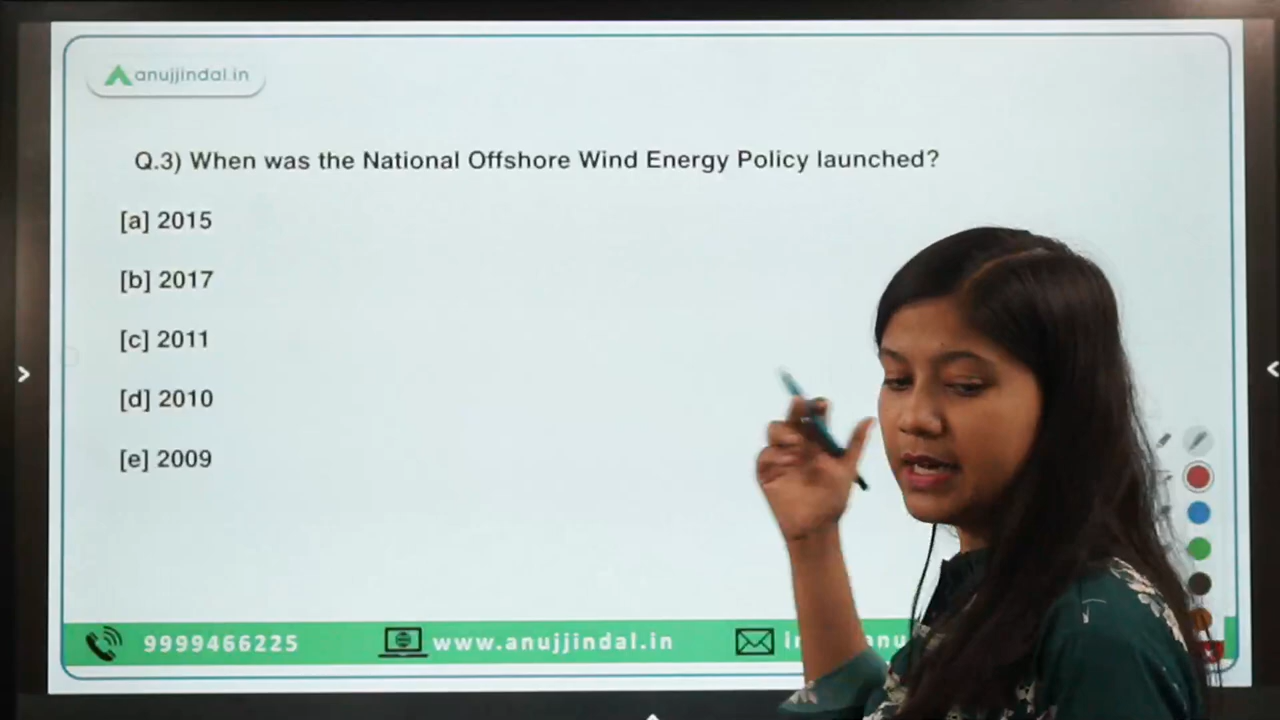 anujjindal.in
Q.3) When was the National Offshore Wind Energy Policy launched?
[a] 2015
[b] 2017
[c] 2011
[d] 2010
[e] 2009
9999466225 www.anujjindal.in